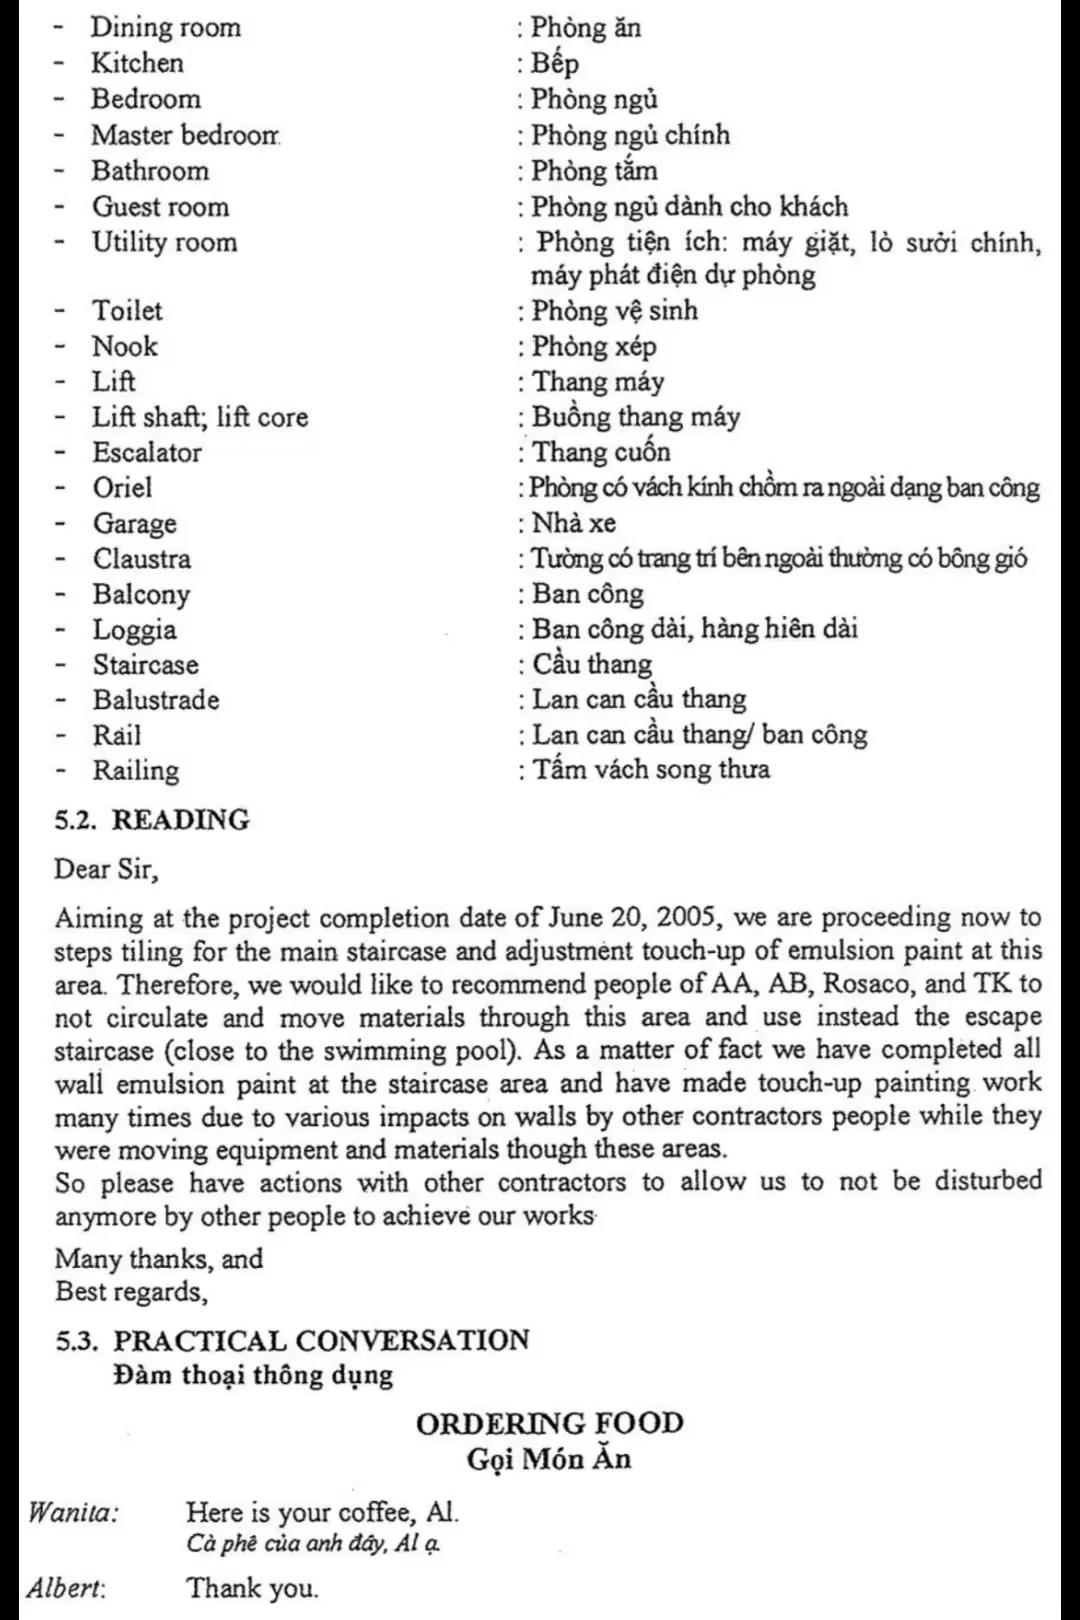 - Dining room : Phòng ăn
- Kitchen : Bếp
- Bedroom : Phòng ngủ
- Master bedroom : Phòng ngủ chính
- Bathroom : Phòng tắm
- Guest room : Phòng ngủ dành cho khách
- Utility room : Phòng tiện ích: máy giặt, lò sưởi chính,
máy phát điện dự phòng
- Toilet : Phòng vệ sinh
- Nook : Phòng xép
- Lift : Thang máy
- Lift shaft; lift core : Buồng thang máy
- Escalator : Thang cuốn
- Oriel : Phòng có vách kính chồm ra ngoài dạng ban công
- Garage : Nhà xe
- Claustra : Tường có trang trí bên ngoài thường có bông gió
- Balcony : Ban công
- Loggia : Ban công dài, hàng hiên dài
- Staircase : Cầu thang
- Balustrade : Lan can cầu thang
- Rail : Lan can cầu thang/ ban công
- Railing : Tấm vách song thưa
5.2. READING
Dear Sir,
Aiming at the project completion date of June 20, 2005, we are proceeding now to
steps tiling for the main staircase and adjustment touch-up of emulsion paint at this
area. Therefore, we would like to recommend people of AA, AB, Rosaco, and TK to
not circulate and move materials through this area and use instead the escape
staircase (close to the swimming pool). As a matter of fact we have completed all
wall emulsion paint at the staircase area and have made touch-up painting work
many times due to various impacts on walls by other contractors people while they
were moving equipment and materials though these areas.
So please have actions with other contractors to allow us to not be disturbed
anymore by other people to achieve our works
Many thanks, and
Best regards,
5.3. PRACTICAL CONVERSATION
Đàm thoại thông dụng
ORDERING FOOD
Gọi Món Ăn
Wanita: Here is your coffee, Al.
Cà phê của anh đây, Al ạ.
Albert: Thank you.